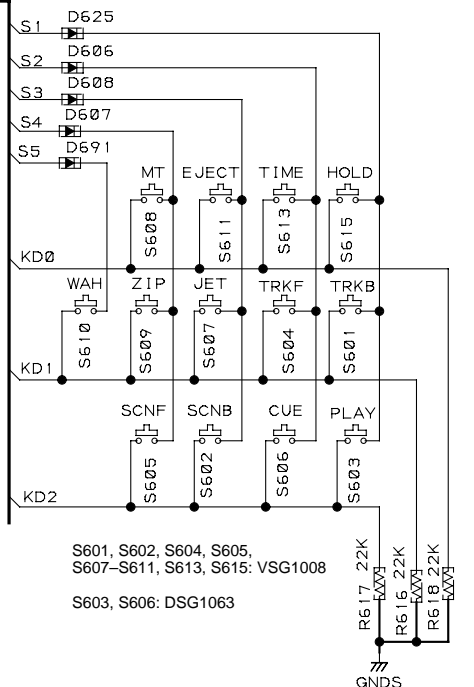 D625
S1
D606
S2
D608
S3
D607
S4
D691
S5
MT EJECT TIME HOLD
S608 S611 S613 S615
KDØ
WAH ZIP JET TRKF TRKB
S610 S609 S607 S604 S601
KD1
SCNF SCNB CUE PLAY
S605 S602 S606 S603
KD2
S601, S602, S604, S605,
S607–S611, S613, S615: VSG1008
S603, S606: DSG1063
R617 22K
R616 22K
R618 22K
GNDS